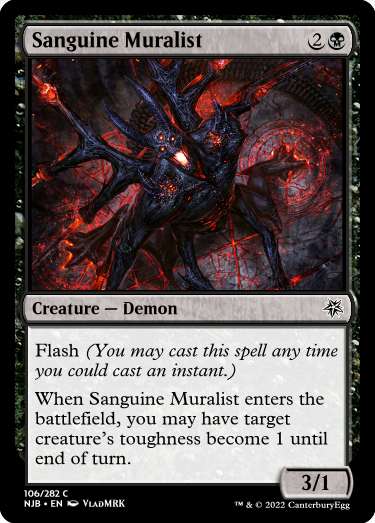 Sanguine Muralist 2
Creature — Demon
Flash (You may cast this spell any time
you could cast an instant.)
When Sanguine Muralist enters the
battlefield, you may have target
creature's toughness become 1 until
end of turn.
3/1
106/282 C
NJB • EN VladMRK
™ & © 2022 CanterburyEgg